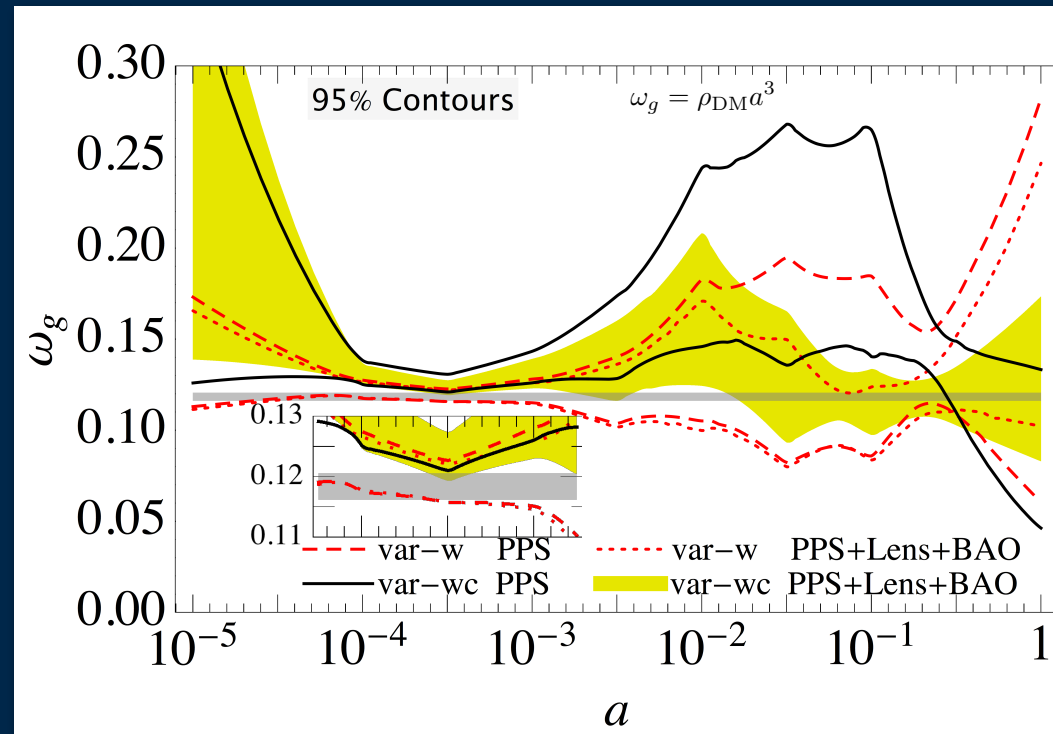 0.30
95% Contours
ω_g = ρ_DM a^3
0.25
0.20
0.15
0.10
0.05
0.00
ω_g
0.13
0.12
0.11
var-w PPS
var-w PPS+Lens+BAO
var-wc PPS
var-wc PPS+Lens+BAO
10^-5
10^-4
10^-3
10^-2
10^-1
1
a